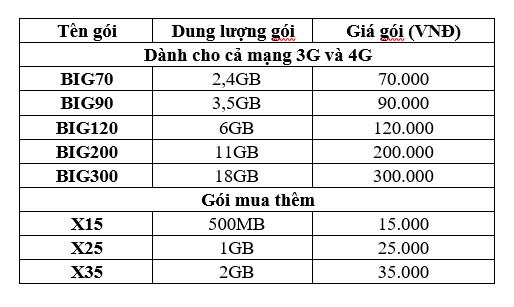 Tên gói Dung lượng gói Giá gói (VNĐ)
Dành cho cả mạng 3G và 4G
BIG70 2,4GB 70.000
BIG90 3,5GB 90.000
BIG120 6GB 120.000
BIG200 11GB 200.000
BIG300 18GB 300.000
Gói mua thêm
X15 500MB 15.000
X25 1GB 25.000
X35 2GB 35.000